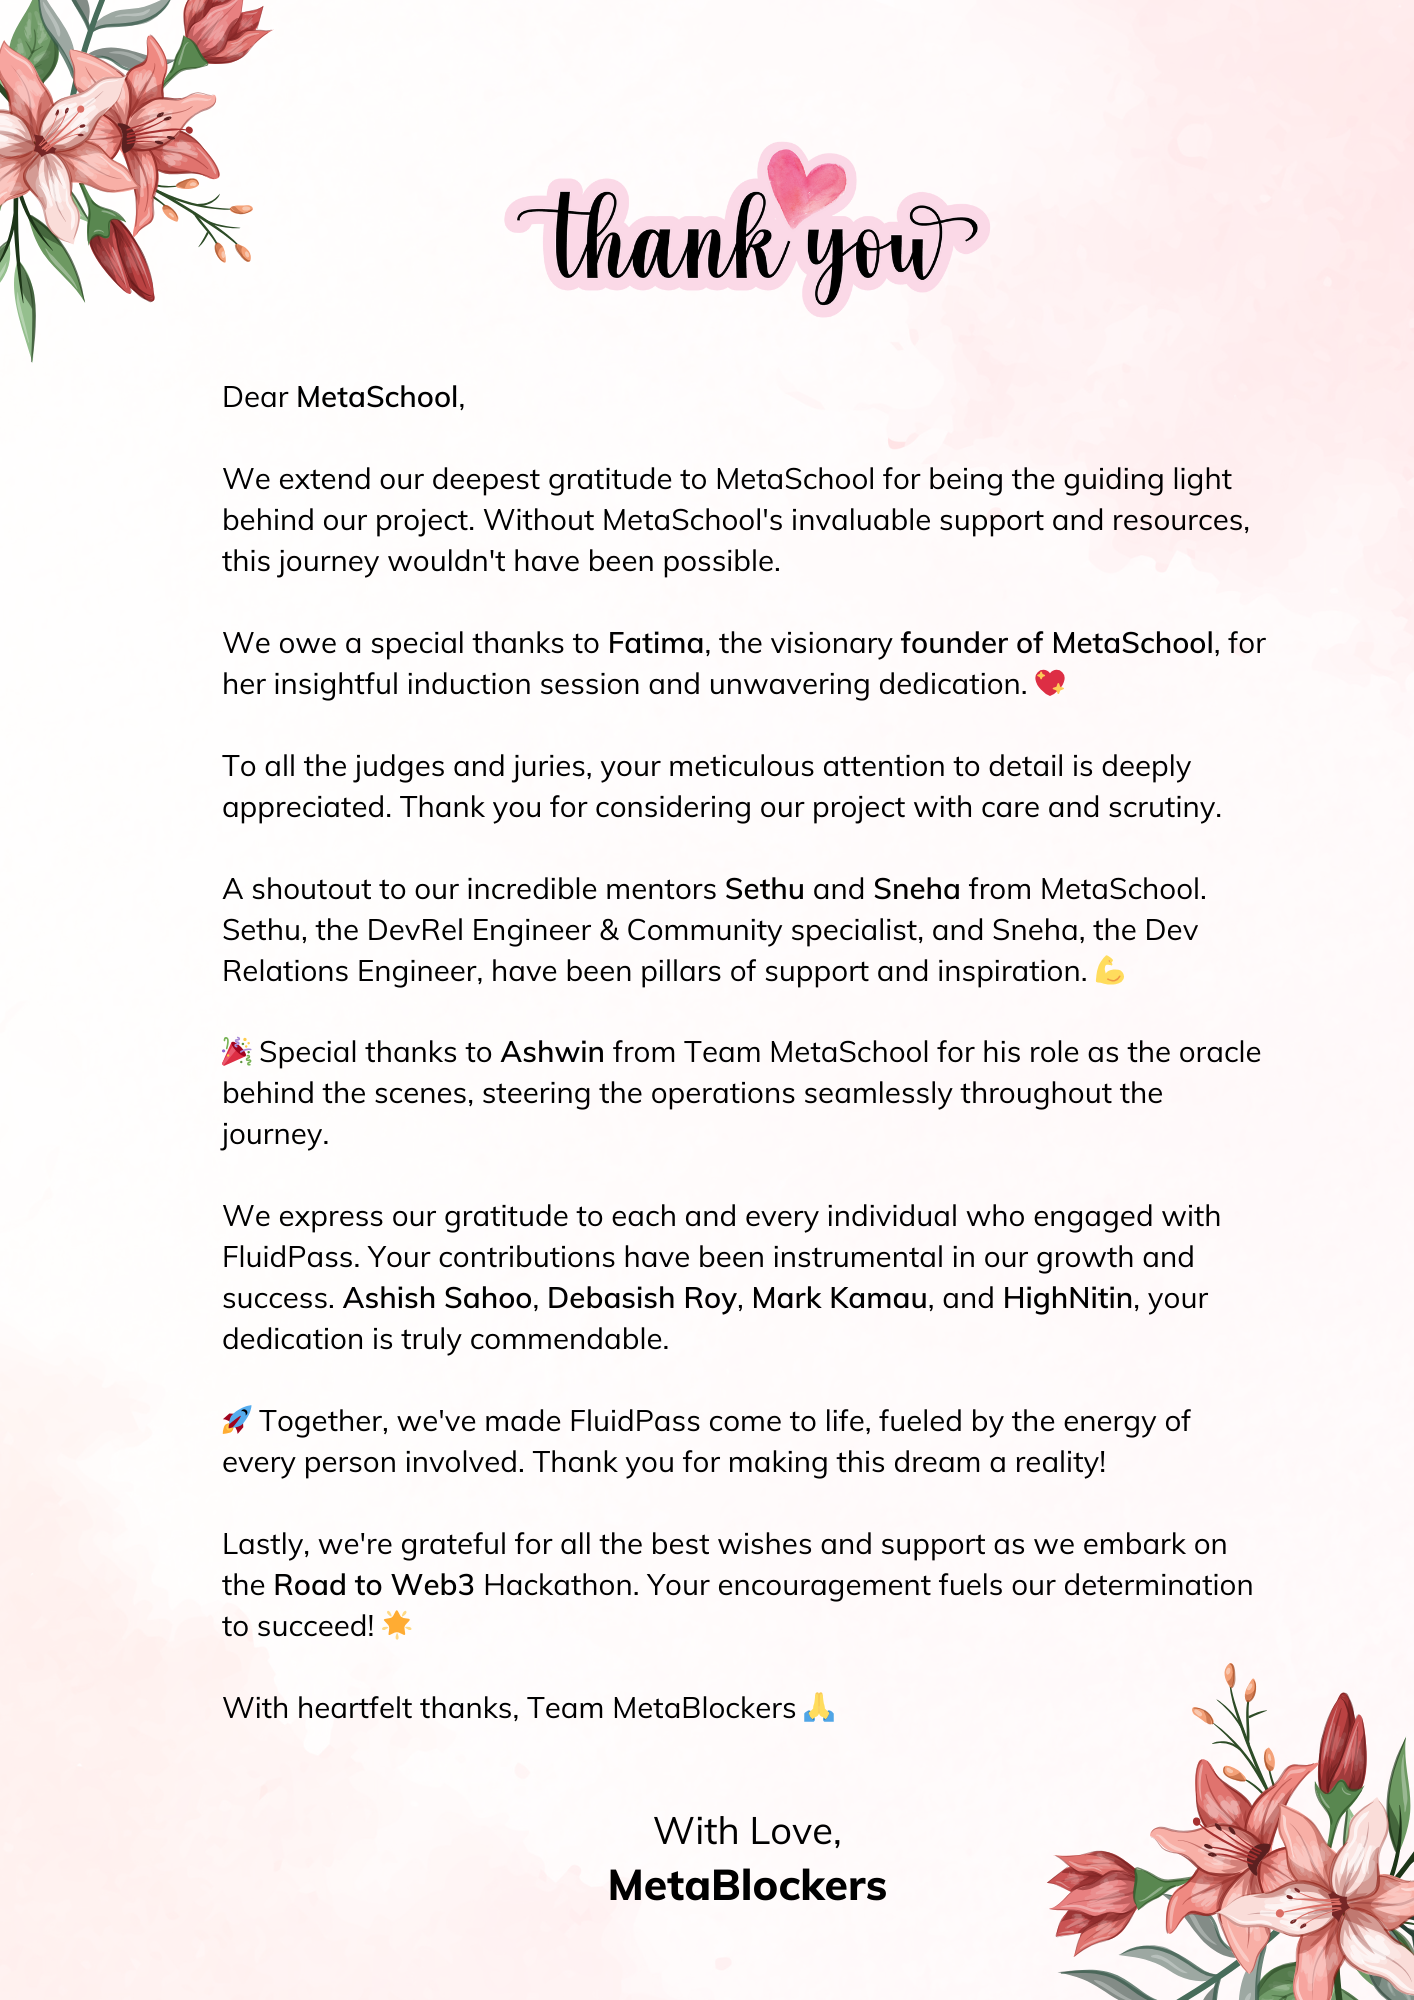 thank you
Dear MetaSchool,
We extend our deepest gratitude to MetaSchool for being the guiding light
behind our project. Without MetaSchool's invaluable support and resources,
this journey wouldn't have been possible.
We owe a special thanks to Fatima, the visionary founder of MetaSchool, for
her insightful induction session and unwavering dedication. 💖
To all the judges and juries, your meticulous attention to detail is deeply
appreciated. Thank you for considering our project with care and scrutiny.
A shoutout to our incredible mentors Sethu and Sneha from MetaSchool.
Sethu, the DevRel Engineer & Community specialist, and Sneha, the Dev
Relations Engineer, have been pillars of support and inspiration. 💪
🎉 Special thanks to Ashwin from Team MetaSchool for his role as the oracle
behind the scenes, steering the operations seamlessly throughout the
journey.
We express our gratitude to each and every individual who engaged with
FluidPass. Your contributions have been instrumental in our growth and
success. Ashish Sahoo, Debasish Roy, Mark Kamau, and HighNitin, your
dedication is truly commendable.
🚀 Together, we've made FluidPass come to life, fueled by the energy of
every person involved. Thank you for making this dream a reality!
Lastly, we're grateful for all the best wishes and support as we embark on
the Road to Web3 Hackathon. Your encouragement fuels our determination
to succeed! 🌟
With heartfelt thanks, Team MetaBlockers 🙏
With Love,
MetaBlockers